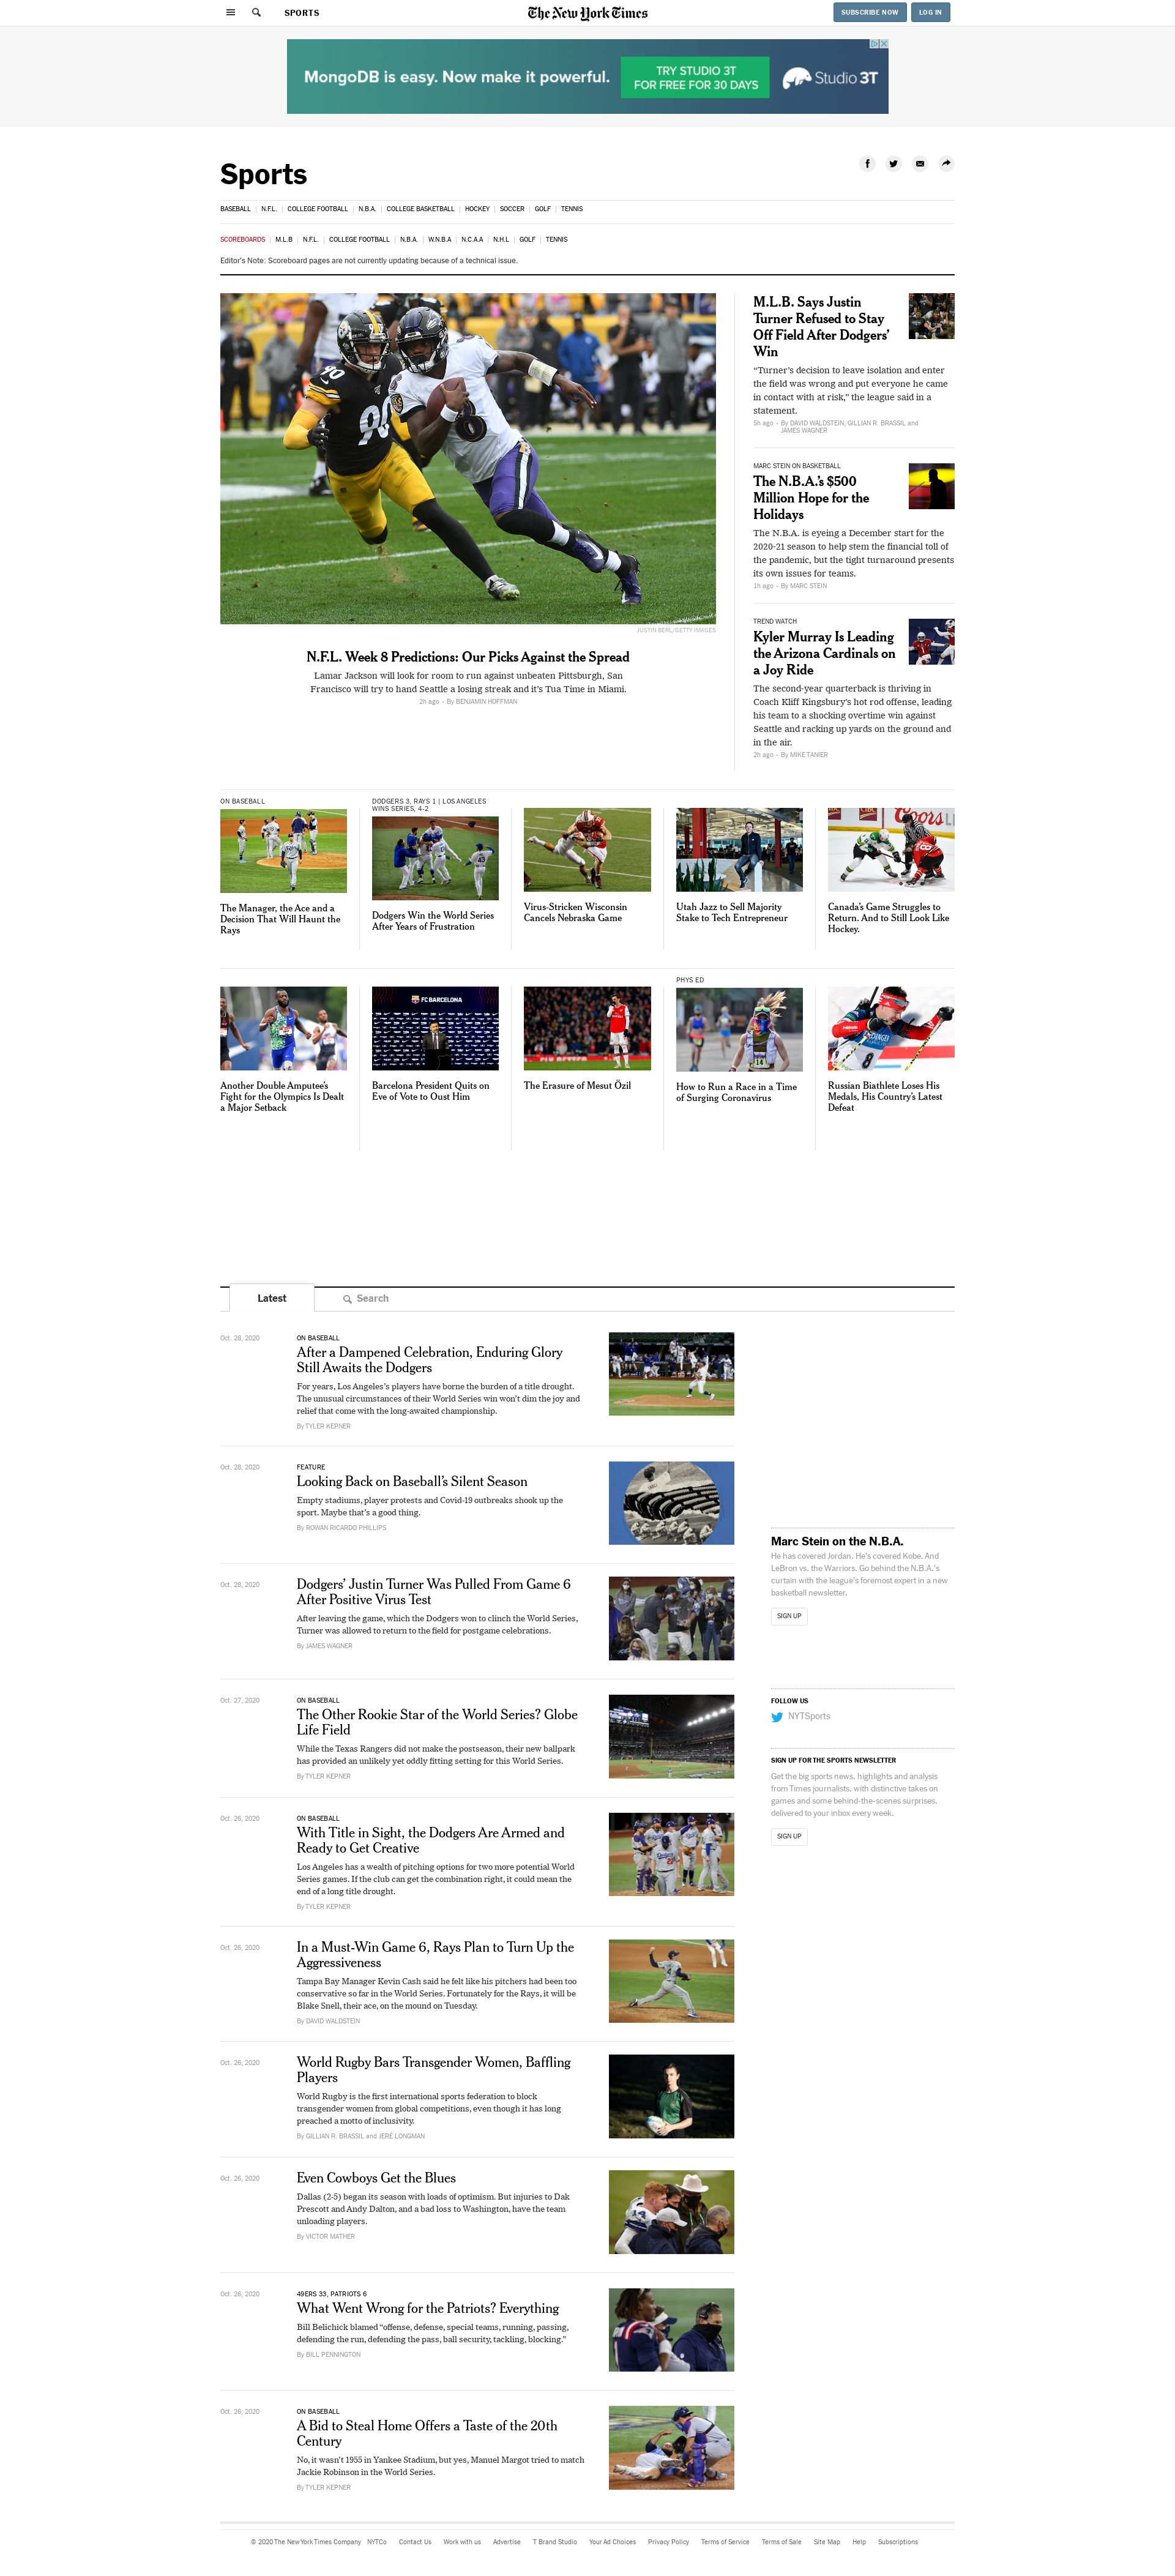 SPORTS
The New York Times
SUBSCRIBE NOW
LOG IN
MongoDB is easy. Now make it powerful.
TRY STUDIO 3T
FOR FREE FOR 30 DAYS
Studio 3T
Sports
BASEBALL | N.F.L. | COLLEGE FOOTBALL | N.B.A. | COLLEGE BASKETBALL | HOCKEY | SOCCER | GOLF | TENNIS
SCOREBOARDS | M.L.B | N.F.L. | COLLEGE FOOTBALL | N.B.A. | W.N.B.A | N.C.A.A | N.H.L | GOLF | TENNIS
Editor's Note: Scoreboard pages are not currently updating because of a technical issue.
JUSTIN BERL/GETTY IMAGES
N.F.L. Week 8 Predictions: Our Picks Against the Spread
Lamar Jackson will look for room to run against unbeaten Pittsburgh, San
Francisco will try to hand Seattle a losing streak and it's Tua Time in Miami.
2h ago - By BENJAMIN HOFFMAN
M.L.B. Says Justin
Turner Refused to Stay
Off Field After Dodgers'
Win
“Turner's decision to leave isolation and enter
the field was wrong and put everyone he came
in contact with at risk,” the league said in a
statement.
5h ago - By DAVID WALDSTEIN, GILLIAN R. BRASSIL and
JAMES WAGNER
MARC STEIN ON BASKETBALL
The N.B.A.'s $500
Million Hope for the
Holidays
The N.B.A. is eyeing a December start for the
2020-21 season to help stem the financial toll of
the pandemic, but the tight turnaround presents
its own issues for teams.
1h ago - By MARC STEIN
TREND WATCH
Kyler Murray Is Leading
the Arizona Cardinals on
a Joy Ride
The second-year quarterback is thriving in
Coach Kliff Kingsbury's hot rod offense, leading
his team to a shocking overtime win against
Seattle and racking up yards on the ground and
in the air.
2h ago - By MIKE TANIER
ON BASEBALL
The Manager, the Ace and a
Decision That Will Haunt the
Rays
DODGERS 3, RAYS 1 | LOS ANGELES
WINS SERIES, 4-2
Dodgers Win the World Series
After Years of Frustration
Virus-Stricken Wisconsin
Cancels Nebraska Game
Utah Jazz to Sell Majority
Stake to Tech Entrepreneur
Canada's Game Struggles to
Return. And to Still Look Like
Hockey.
Another Double Amputee's
Fight for the Olympics Is Dealt
a Major Setback
FC BARCELONA
Barcelona President Quits on
Eve of Vote to Oust Him
The Erasure of Mesut Özil
PHYS ED
How to Run a Race in a Time
of Surging Coronavirus
Russian Biathlete Loses His
Medals, His Country's Latest
Defeat
Latest
Search
Oct. 28, 2020
ON BASEBALL
After a Dampened Celebration, Enduring Glory
Still Awaits the Dodgers
For years, Los Angeles's players have borne the burden of a title drought.
The unusual circumstances of their World Series win won't dim the joy and
relief that come with the long-awaited championship.
By TYLER KEPNER
Oct. 28, 2020
FEATURE
Looking Back on Baseball's Silent Season
Empty stadiums, player protests and Covid-19 outbreaks shook up the
sport. Maybe that's a good thing.
By ROWAN RICARDO PHILLIPS
Oct. 28, 2020
Dodgers' Justin Turner Was Pulled From Game 6
After Positive Virus Test
After leaving the game, which the Dodgers won to clinch the World Series,
Turner was allowed to return to the field for postgame celebrations.
By JAMES WAGNER
Oct. 27, 2020
ON BASEBALL
The Other Rookie Star of the World Series? Globe
Life Field
While the Texas Rangers did not make the postseason, their new ballpark
has provided an unlikely yet oddly fitting setting for this World Series.
By TYLER KEPNER
Oct. 26, 2020
ON BASEBALL
With Title in Sight, the Dodgers Are Armed and
Ready to Get Creative
Los Angeles has a wealth of pitching options for two more potential World
Series games. If the club can get the combination right, it could mean the
end of a long title drought.
By TYLER KEPNER
Oct. 26, 2020
In a Must-Win Game 6, Rays Plan to Turn Up the
Aggressiveness
Tampa Bay Manager Kevin Cash said he felt like his pitchers had been too
conservative so far in the World Series. Fortunately for the Rays, it will be
Blake Snell, their ace, on the mound on Tuesday.
By DAVID WALDSTEIN
Oct. 26, 2020
World Rugby Bars Transgender Women, Baffling
Players
World Rugby is the first international sports federation to block
transgender women from global competitions, even though it has long
preached a motto of inclusivity.
By GILLIAN R. BRASSIL and JERÉ LONGMAN
Oct. 26, 2020
Even Cowboys Get the Blues
Dallas (2-5) began its season with loads of optimism. But injuries to Dak
Prescott and Andy Dalton, and a bad loss to Washington, have the team
unloading players.
By VICTOR MATHER
Oct. 26, 2020
49ERS 33, PATRIOTS 6
What Went Wrong for the Patriots? Everything
Bill Belichick blamed “offense, defense, special teams, running, passing,
defending the run, defending the pass, ball security, tackling, blocking.”
By BILL PENNINGTON
Oct. 26, 2020
ON BASEBALL
A Bid to Steal Home Offers a Taste of the 20th
Century
No, it wasn't 1955 in Yankee Stadium, but yes, Manuel Margot tried to match
Jackie Robinson in the World Series.
By TYLER KEPNER
Marc Stein on the N.B.A.
He has covered Jordan. He's covered Kobe. And
LeBron vs. the Warriors. Go behind the N.B.A.'s
curtain with the league's foremost expert in a new
basketball newsletter.
SIGN UP
FOLLOW US
NYTSports
SIGN UP FOR THE SPORTS NEWSLETTER
Get the big sports news, highlights and analysis
from Times journalists, with distinctive takes on
games and some behind-the-scenes surprises,
delivered to your inbox every week.
SIGN UP
© 2020 The New York Times Company NYTCo Contact Us Work with us Advertise T Brand Studio Your Ad Choices Privacy Policy Terms of Service Terms of Sale Site Map Help Subscriptions